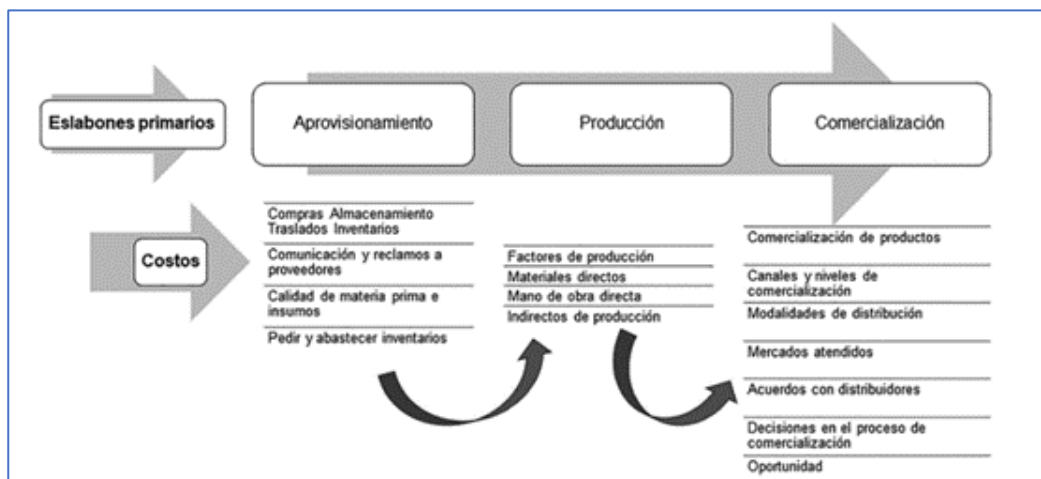 Eslabones primarios
Aprovisionamiento
Producción
Comercialización
Costos
Compras Almacenamiento
Traslados Inventarios
Comunicación y reclamos a
proveedores
Calidad de materia prima e
insumos
Pedir y abastecer inventarios
Factores de producción
Materiales directos
Mano de obra directa
Indirectos de producción
Comercialización de productos
Canales y niveles de
comercialización
Modalidades de distribución
Mercados atendidos
Acuerdos con distribuidores
Decisiones en el proceso de
comercialización
Oportunidad